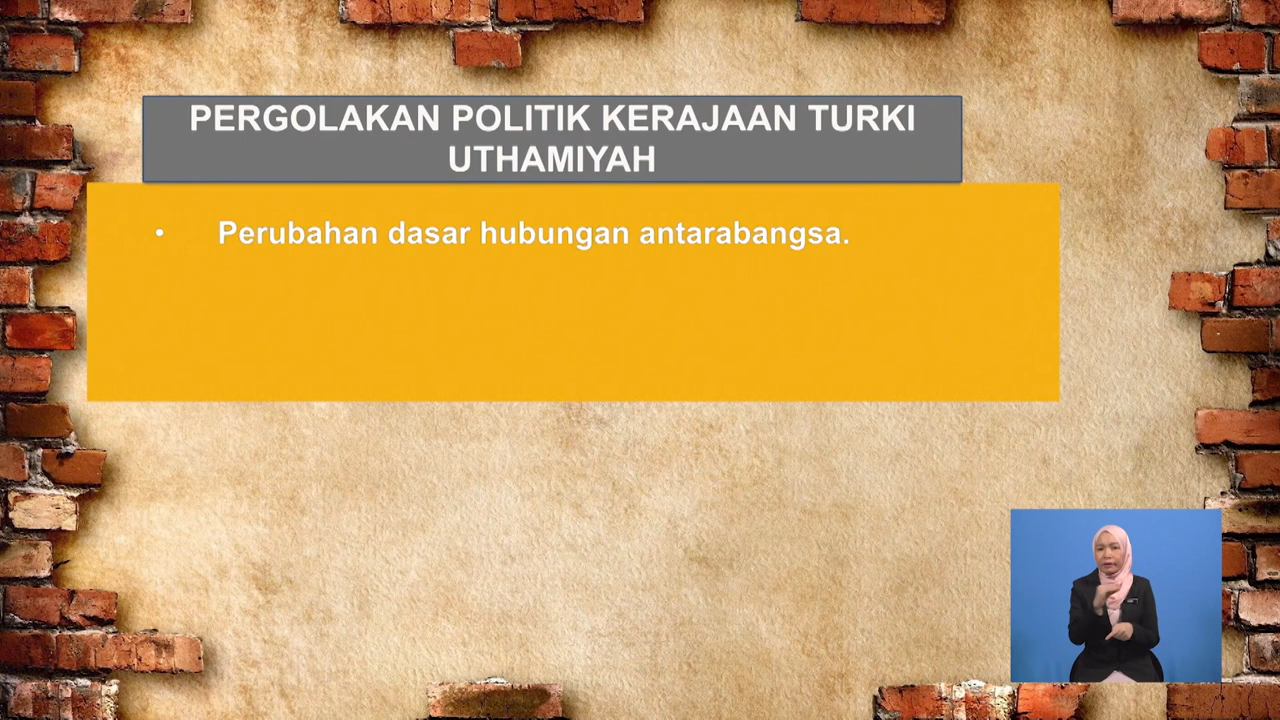 PERGOLAKAN POLITIK KERAJAAN TURKI
UTHAMIYAH
• Perubahan dasar hubungan antarabangsa.